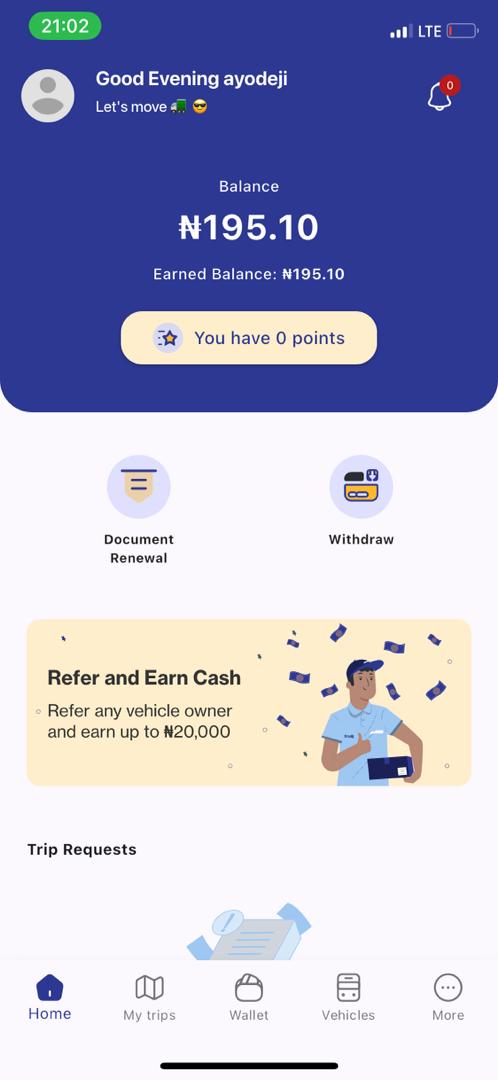 21:02
LTE
Good Evening ayodeji
Let's move 🚛 😎
0
Balance
₦195.10
Earned Balance: ₦195.10
You have 0 points
Document
Renewal
Withdraw
Refer and Earn Cash
Refer any vehicle owner
and earn up to ₦20,000
Trip Requests
Home
My trips
Wallet
Vehicles
More